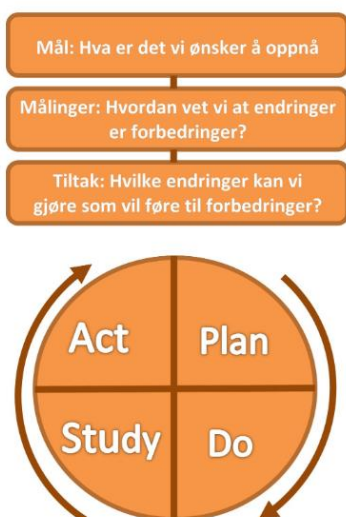 Mål: Hva er det vi ønsker å oppnå
Målinger: Hvordan vet vi at endringer
er forbedringer?
Tiltak: Hvilke endringer kan vi
gjøre som vil føre til forbedringer?
Act
Plan
Study
Do